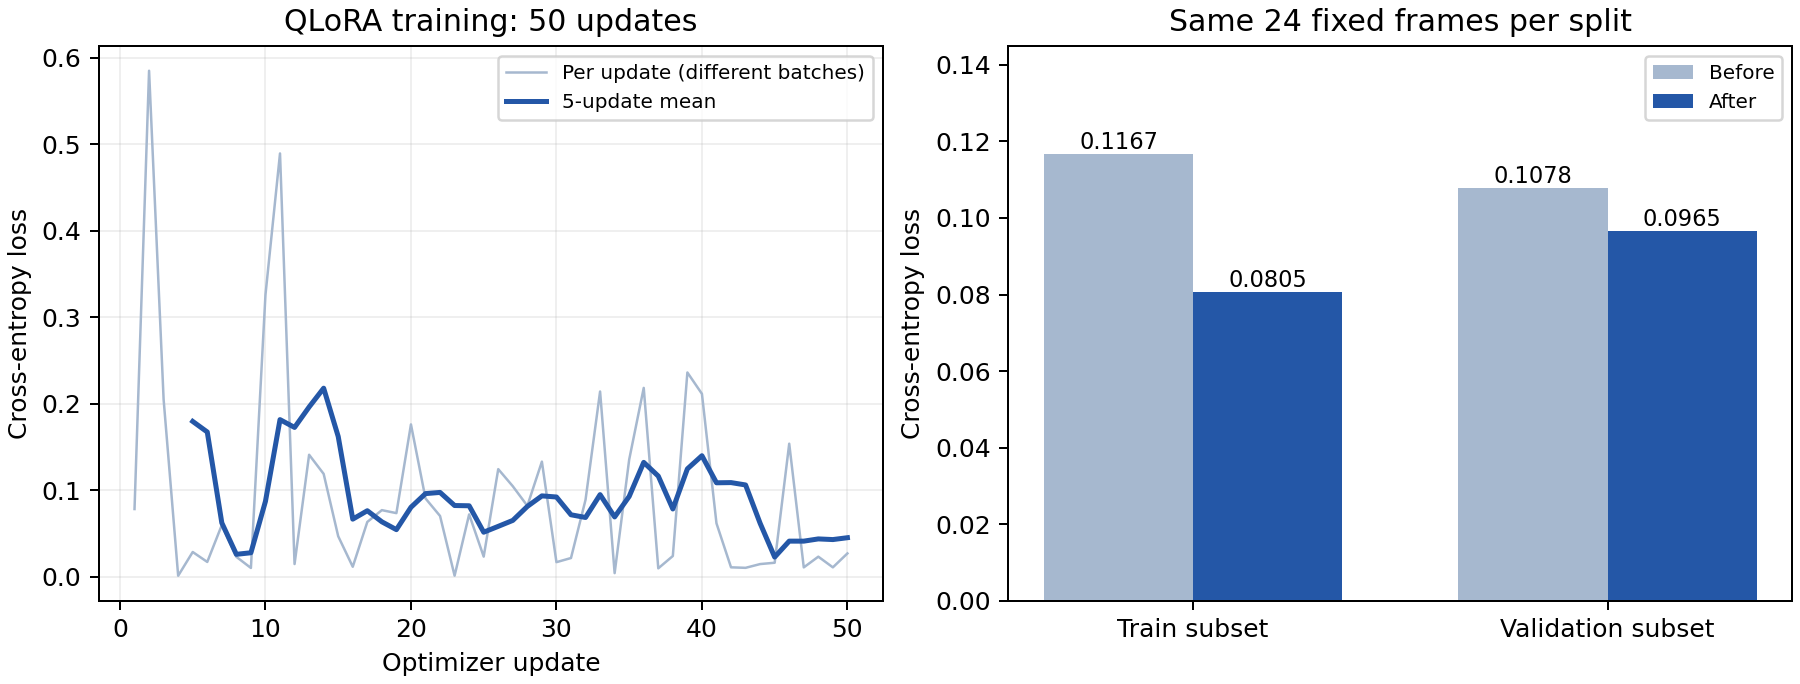 QLoRA training: 50 updates
Cross-entropy loss
0.6
0.5
0.4
0.3
0.2
0.1
0.0
Per update (different batches)
5-update mean
0 10 20 30 40 50
Optimizer update
Same 24 fixed frames per split
Cross-entropy loss
0.14
0.12
0.10
0.08
0.06
0.04
0.02
0.00
Before
After
0.1167
0.0805
0.1078
0.0965
Train subset Validation subset